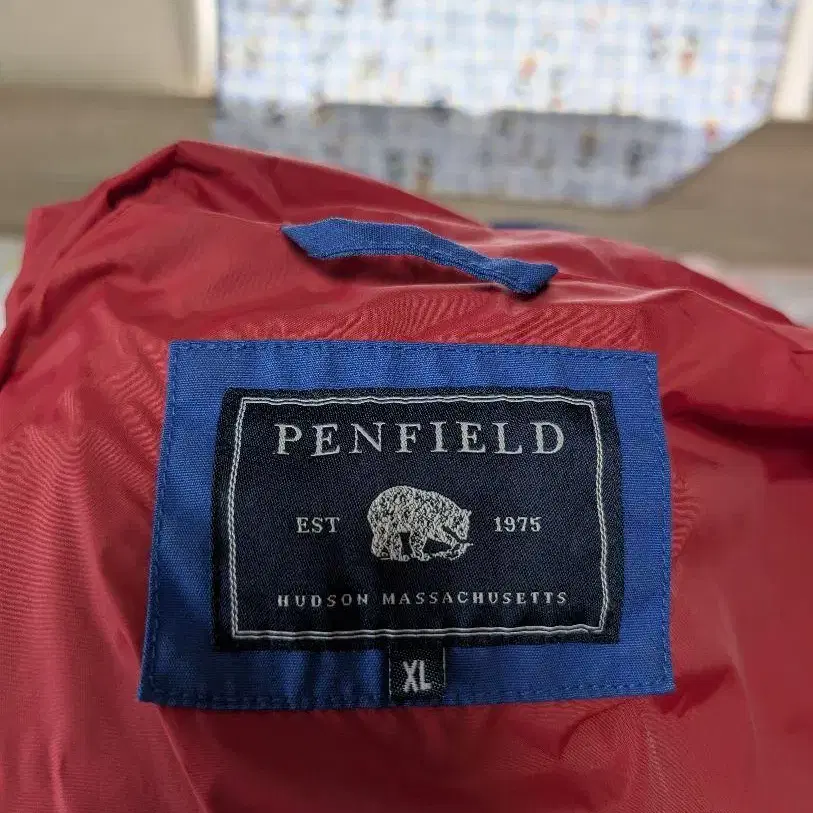 PENFIELD
EST 1975
HUDSON MASSACHUSETTS
XL